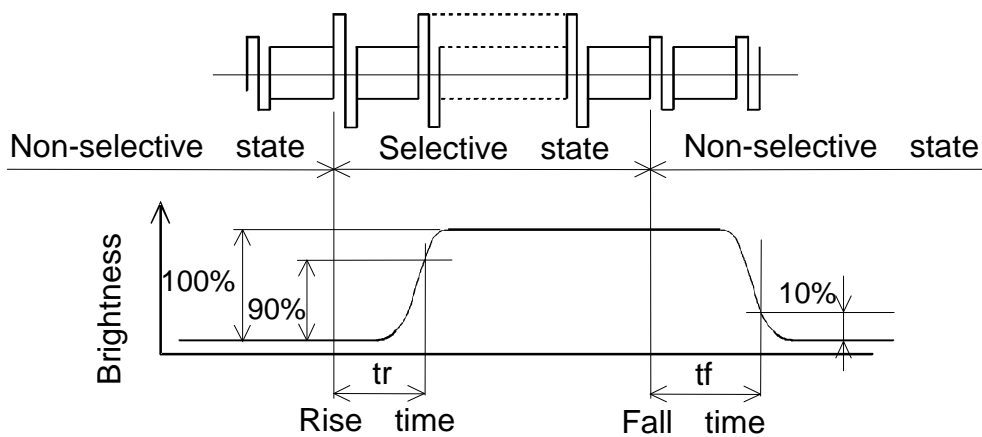 Non-selective state Selective state Non-selective state
Brightness
100%
90%
10%
tr tf
Rise time Fall time